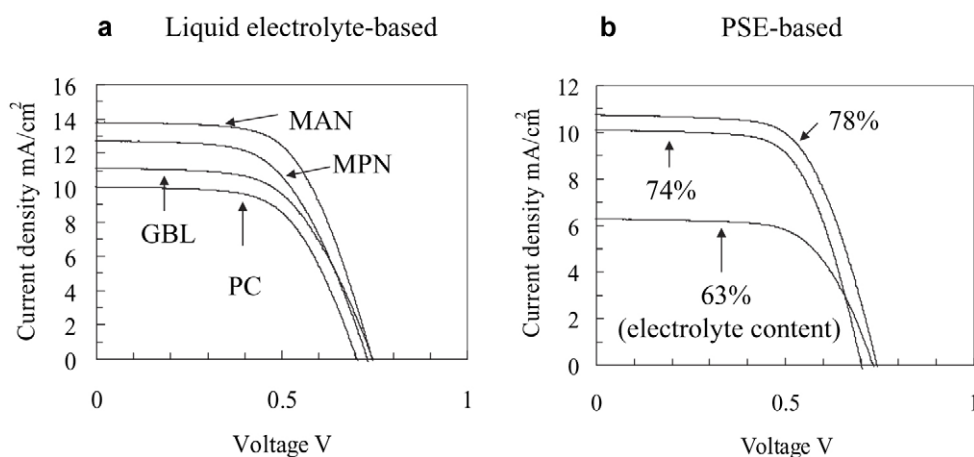 a Liquid electrolyte-based
16
14
12
10
8
6
4
2
0
Current density mA/cm²
MAN
MPN
GBL
PC
0 0.5 1
Voltage V
b PSE-based
12
10
8
6
4
2
0
Current density mA/cm²
78%
74%
63%
(electrolyte content)
0 0.5 1
Voltage V